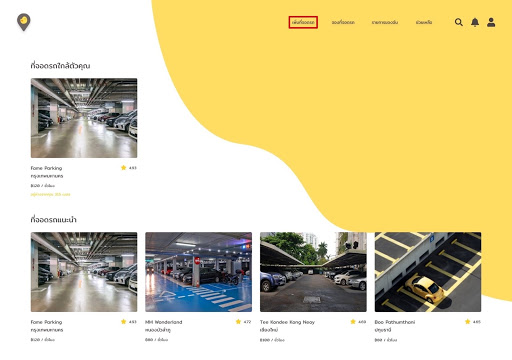 เพิ่มที่จอดรถ
จองที่จอดรถ
รายการของฉัน
ช่วยเหลือ
ที่จอดรถใกล้ตัวคุณ
Fame Parking
4.93
กรุงเทพมหานคร
฿120 / ชั่วโมง
ที่จอดรถแนะนำ
Fame Parking
4.93
กรุงเทพมหานคร
฿120 / ชั่วโมง
MH Wonderland
4.72
หนองบัวลำภู
฿60 / ชั่วโมง
Tee Kondee Kong Neay
4.69
เชียงใหม่
฿100 / ชั่วโมง
Boo Pathumthani
4.65
ปทุมธานี
฿80 / ชั่วโมง